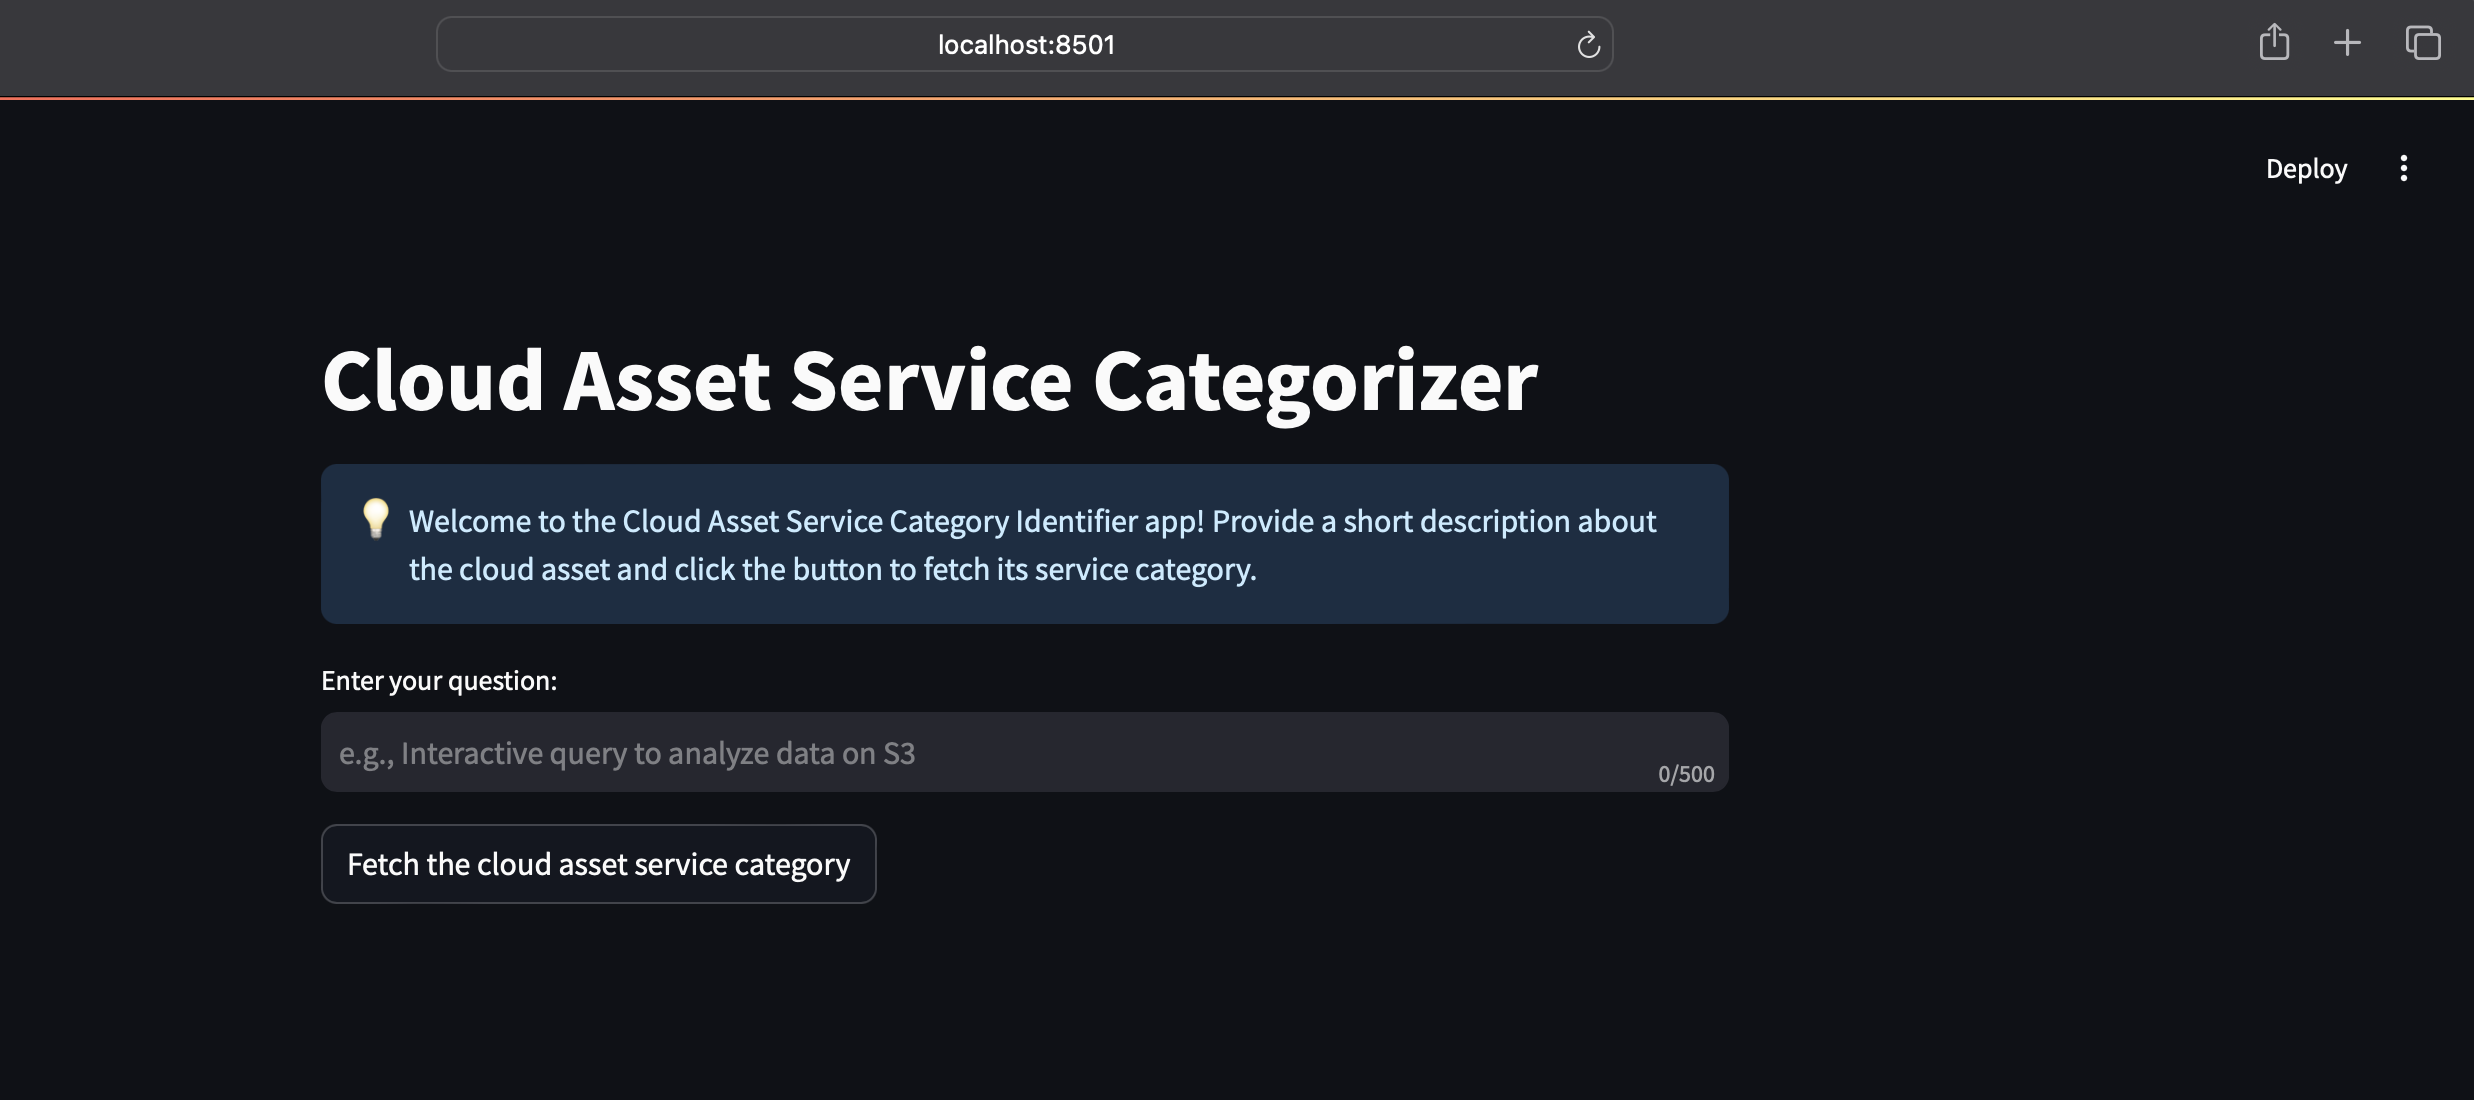 localhost:8501
Deploy
Cloud Asset Service Categorizer
Welcome to the Cloud Asset Service Category Identifier app! Provide a short description about
the cloud asset and click the button to fetch its service category.
Enter your question:
e.g., Interactive query to analyze data on S3
0/500
Fetch the cloud asset service category